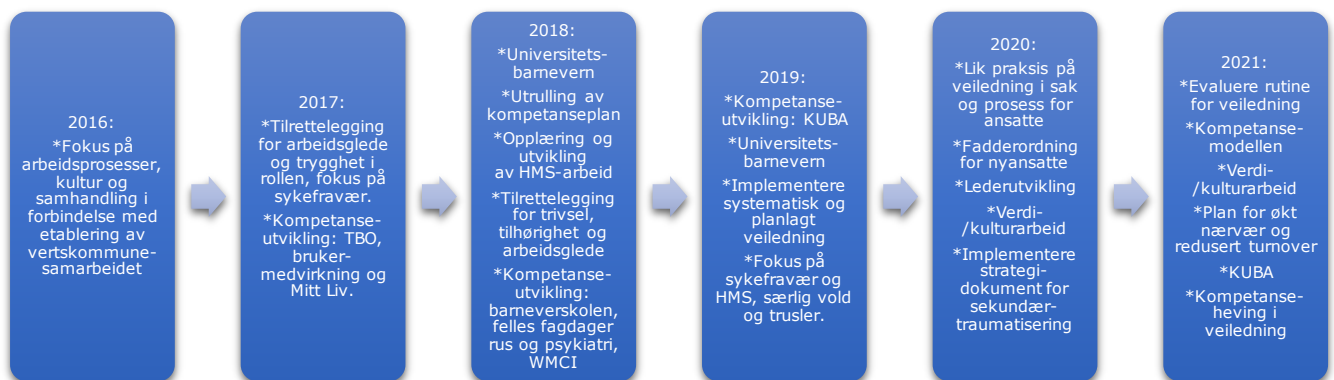 2016:
*Fokus på
arbeidsprosesser,
kultur og
samhandling i
forbindelse med
etablering av
vertskommune-
samarbeidet
2017:
*Tilrettelegging
for arbeidsglede
og trygghet i
rollen, fokus på
sykefravær.
*Kompetanse-
utvikling: TBO,
bruker-
medvirkning og
Mitt Liv.
2018:
*Universitets-
barnevern
*Utrulling av
kompetanseplan
*Opplæring og
utvikling
av HMS-arbeid
*Tilrettelegging
for trivsel,
tilhørighet og
arbeidsglede
*Kompetanse-
utvikling:
barneverskolen,
felles fagdager
rus og psykiatri,
WMCI
2019:
*Kompetanse-
utvikling: KUBA
*Universitets-
barnevern
*Implementere
systematisk og
planlagt
veiledning
*Fokus på
sykefravær og
HMS, særlig vold
og trusler.
2020:
*Lik praksis på
veiledning i sak
og prosess for
ansatte
*Fadderordning
for nyansatte
*Lederutvikling
*Verdi-
/kulturarbeid
*Implementere
strategi-
dokument for
sekundær-
traumatisering
2021:
*Evaluere rutine
for veiledning
*Kompetanse-
modellen
*Verdi-
/kulturarbeid
*Plan for økt
nærvær og
redusert turnover
*KUBA
*Kompetanse-
heving i
veiledning